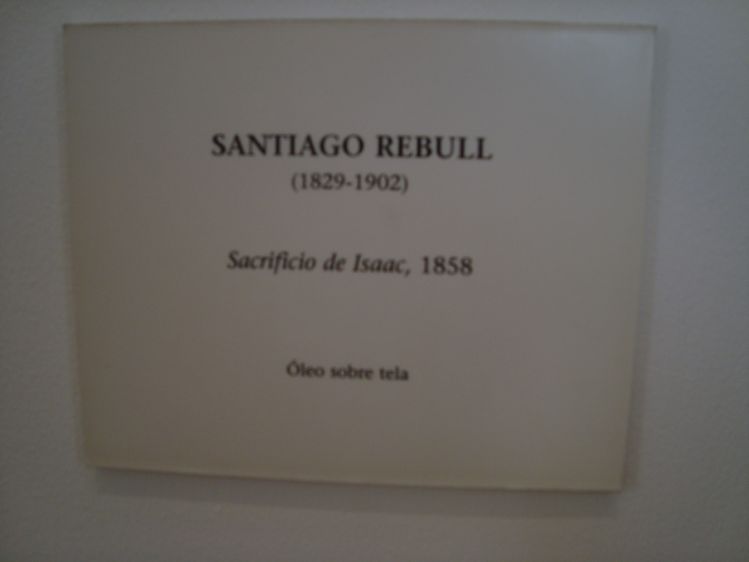 SANTIAGO REBULL
(1829-1902)
Sacrificio de Isaac, 1858
Óleo sobre tela